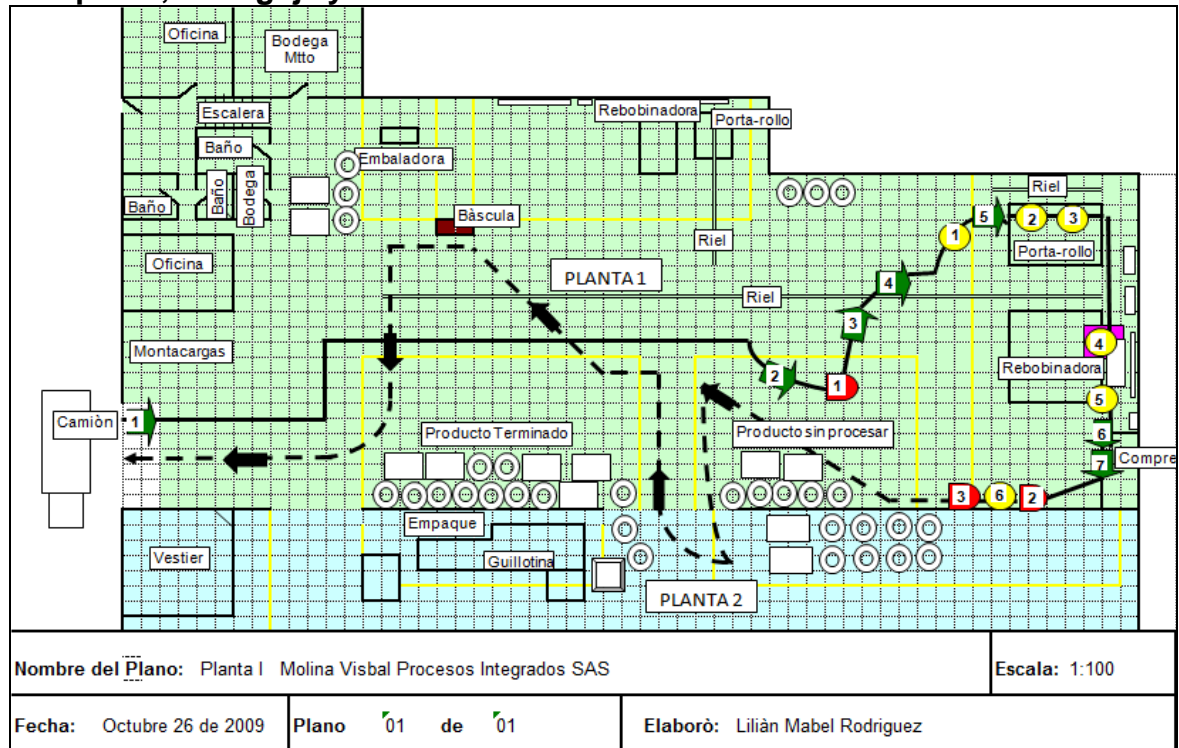 Oficina
Bodega
Mtto
Escalera
Rebobinadora
Porta-rollo
Baño
Embaladora
Baño
Bodega
Baño
Bàscula
Riel
5
2
3
1
Riel
Porta-rollo
Oficina
PLANTA 1
4
Riel
3
Montacargas
4
Rebobinadora
2
1
5
Camiòn
1
Producto Terminado
Producto sin procesar
6
7
Compre
3
6
2
Empaque
Vestier
Guillotina
PLANTA 2
Nombre del Plano: Planta I Molina Visbal Procesos Integrados SAS
Escala: 1:100
Fecha: Octubre 26 de 2009
Plano 01 de 01
Elaborò: Liliàn Mabel Rodriguez